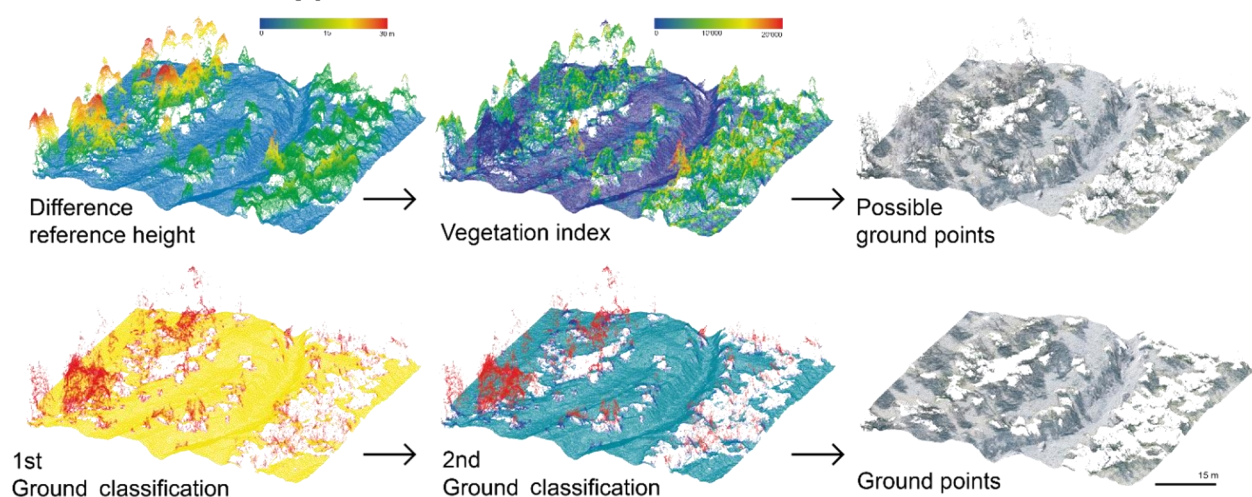 0 15 30 m
0 10'000 20'000
Difference
reference height
Vegetation index
Possible
ground points
1st
Ground classification
2nd
Ground classification
Ground points
15 m